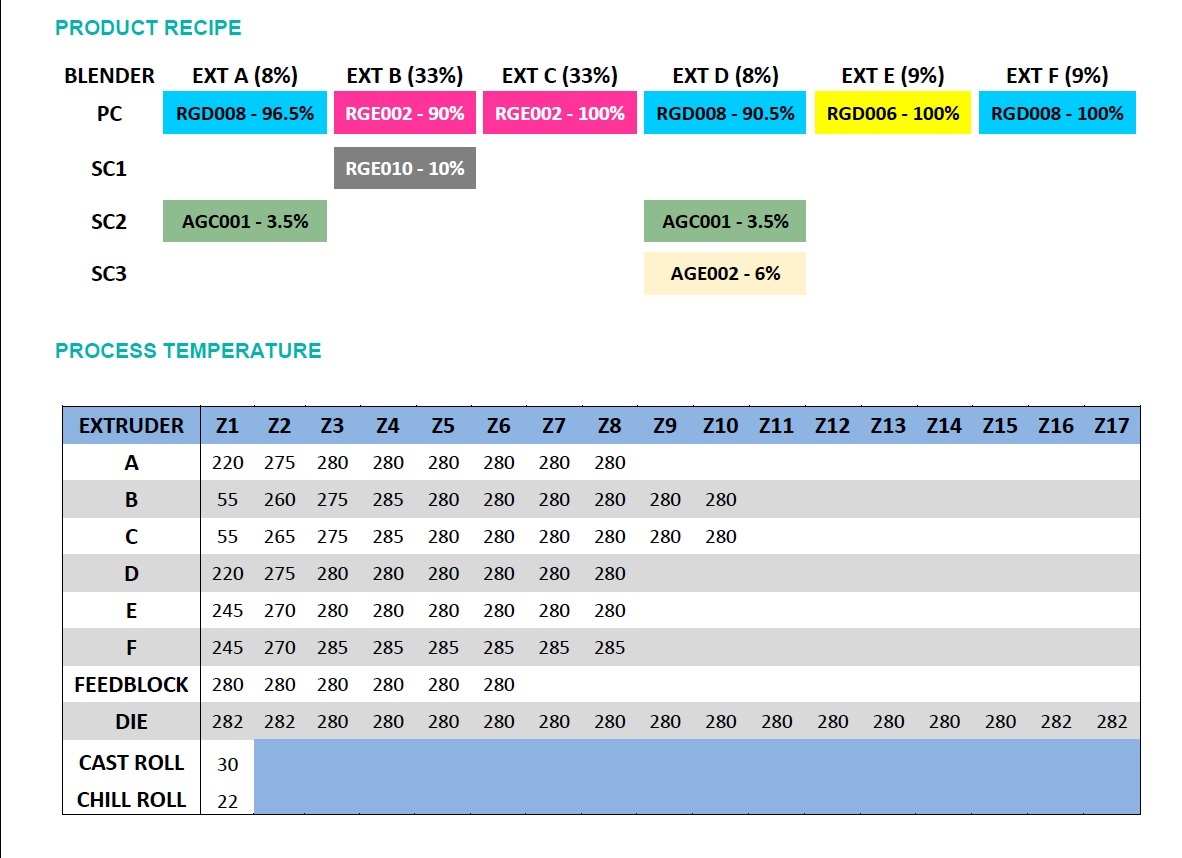 PRODUCT RECIPE
BLENDER EXT A (8%) EXT B (33%) EXT C (33%) EXT D (8%) EXT E (9%) EXT F (9%)
PC RGD008 - 96.5% RGE002 - 90% RGE002 - 100% RGD008 - 90.5% RGD006 - 100% RGD008 - 100%
SC1 RGE010 - 10%
SC2 AGC001 - 3.5% AGC001 - 3.5%
SC3 AGE002 - 6%
PROCESS TEMPERATURE
EXTRUDER Z1 Z2 Z3 Z4 Z5 Z6 Z7 Z8 Z9 Z10 Z11 Z12 Z13 Z14 Z15 Z16 Z17
A 220 275 280 280 280 280 280 280
B 55 260 275 285 280 280 280 280 280 280
C 55 265 275 285 280 280 280 280 280 280
D 220 275 280 280 280 280 280 280
E 245 270 280 280 280 280 280 280
F 245 270 285 285 285 285 285 285
FEEDBLOCK 280 280 280 280 280 280
DIE 282 282 280 280 280 280 280 280 280 280 280 280 280 280 280 282 282
CAST ROLL 30
CHILL ROLL 22